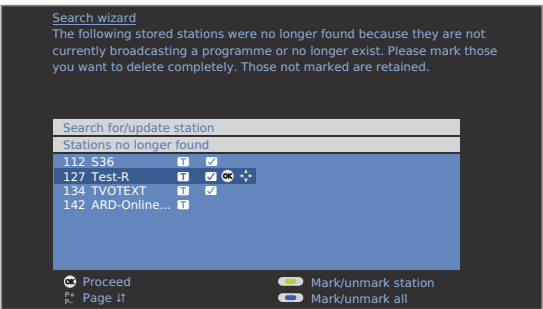 Search wizard
The following stored stations were no longer found because they are not
currently broadcasting a programme or no longer exist. Please mark those
you want to delete completely. Those not marked are retained.
Search for/update station
Stations no longer found
112 S36 T
127 Test-R T OK
134 TVOTEXT T
142 ARD-Online... T
OK Proceed
Mark/unmark station
P+ P– Page
Mark/unmark all